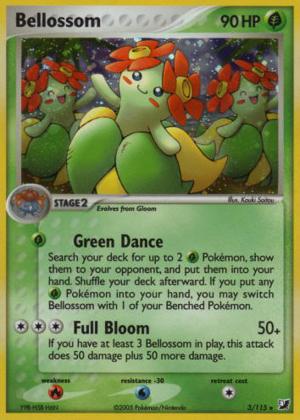 Bellossom 90 HP
Illus. Kouki Saitou
STAGE 2
Evolves from Gloom
Green Dance
Search your deck for up to 2 Pokémon, show
them to your opponent, and put them into your
hand. Shuffle your deck afterward. If you put any
Pokémon into your hand, you may switch
Bellossom with 1 of your Benched Pokémon.
Full Bloom 50+
If you have at least 3 Bellossom in play, this attack
does 50 damage plus 50 more damage.
weakness resistance -30 retreat cost
©2005 Pokémon/Nintendo 3/115